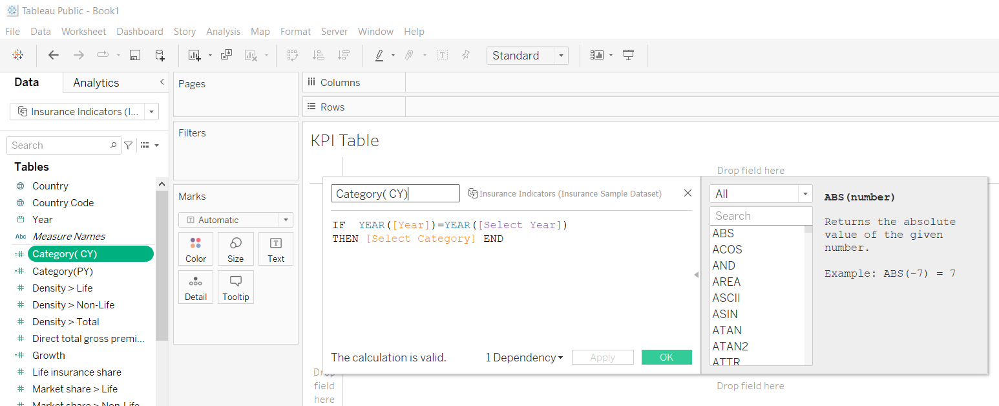 Tableau Public - Book1
File Data Worksheet Dashboard Story Analysis Map Format Server Window Help
Standard
Data Analytics
Insurance Indicators (I...
Search
Tables
Country
Country Code
Year
Abc Measure Names
Category( CY)
Category(PY)
Density > Life
Density > Non-Life
Density > Total
Direct total gross premi...
Growth
Life insurance share
Market share > Life
Market share > Non-Life
Pages
Filters
Marks
Automatic
Color Size Text
Detail Tooltip
Columns
Rows
KPI Table
Drop field here
Category( CY)
Insurance Indicators (Insurance Sample Dataset)
IF YEAR([Year])=YEAR([Select Year])
THEN [Select Category] END
The calculation is valid. 1 Dependency Apply OK
All
Search
ABS
ACOS
AND
AREA
ASCII
ASIN
ATAN
ATAN2
ATTR
ABS(number)
Returns the absolute
value of the given
number.
Example: ABS(-7) = 7
Drop
field
here
Drop field here